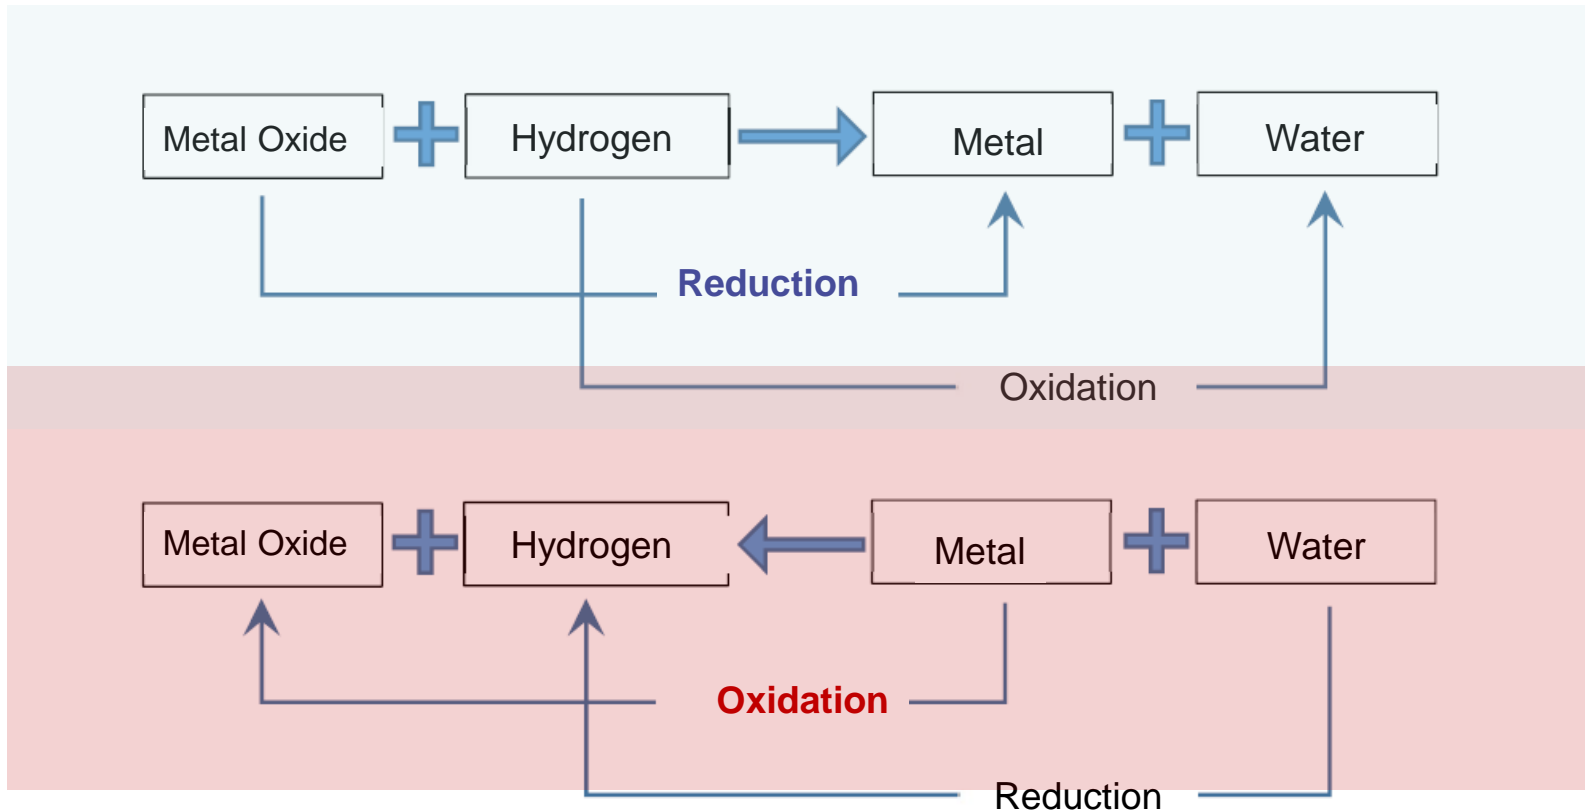 Metal Oxide
Hydrogen
Metal
Water
Reduction
Oxidation
Metal Oxide
Hydrogen
Metal
Water
Oxidation
Reduction